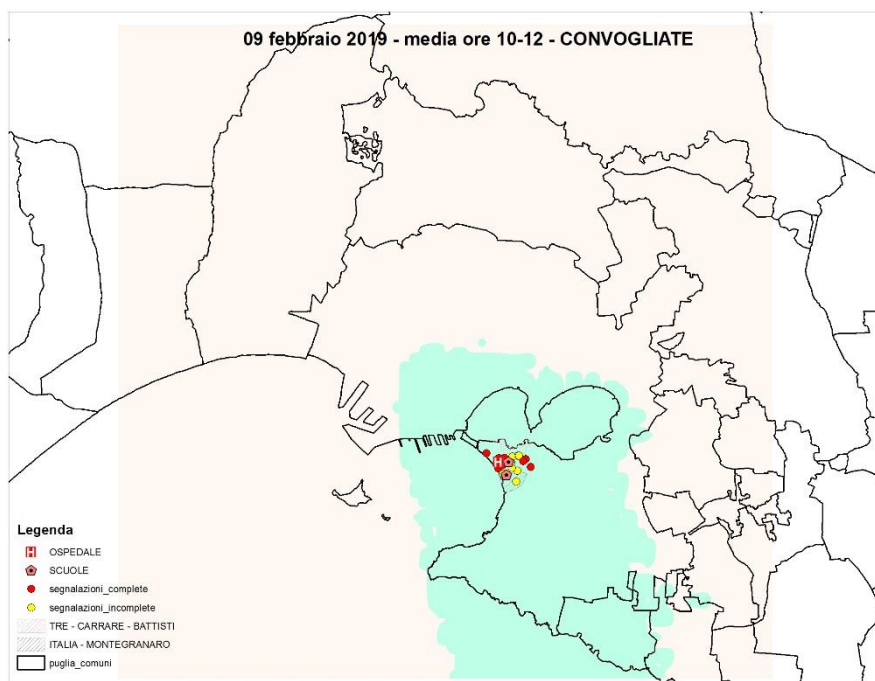 09 febbraio 2019 - media ore 10-12 - CONVOGLIATE
H
Legenda
H OSPEDALE
SCUOLE
segnalazioni_complete
segnalazioni_incomplete
TRE - CARRARE - BATTISTI
ITALIA - MONTEGRANARO
puglia_comuni